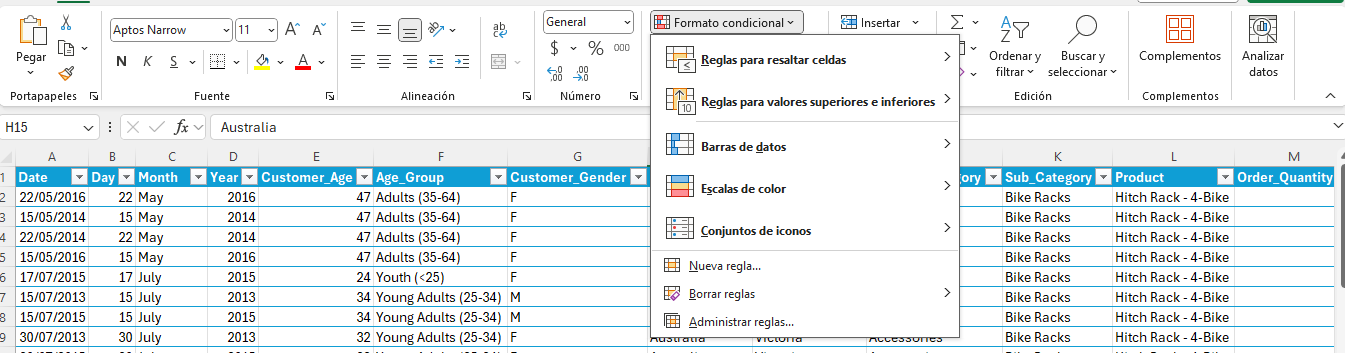 General
Formato condicional
Insertar
Aptos Narrow 11 A A
Pegar
N K S A
$ % 000
Ordenar y filtrar
Buscar y seleccionar
Complementos
Analizar datos
Portapapeles Fuente Alineación Número Edición Complementos
Reglas para resaltar celdas
Reglas para valores superiores e inferiores
Barras de datos
Escalas de color
Conjuntos de iconos
Nueva regla...
Borrar reglas
Administrar reglas...
H15 fx Australia
A B C D E F G K L M
1 Date Day Month Year Customer_Age Age_Group Customer_Gender Sub_Category Product Order_Quantity
2 22/05/2016 22 May 2016 47 Adults (35-64) F Bike Racks Hitch Rack - 4-Bike
3 15/05/2014 15 May 2014 47 Adults (35-64) F Bike Racks Hitch Rack - 4-Bike
4 22/05/2014 22 May 2014 47 Adults (35-64) F Bike Racks Hitch Rack - 4-Bike
5 15/05/2016 15 May 2016 47 Adults (35-64) F Bike Racks Hitch Rack - 4-Bike
6 17/07/2015 17 July 2015 24 Youth (<25) F Bike Racks Hitch Rack - 4-Bike
7 15/07/2013 15 July 2013 34 Young Adults (25-34) M Bike Racks Hitch Rack - 4-Bike
8 15/07/2015 15 July 2015 34 Young Adults (25-34) M Bike Racks Hitch Rack - 4-Bike
9 30/07/2013 30 July 2013 32 Young Adults (25-34) F Australia Victoria Accessories Bike Racks Hitch Rack - 4-Bike